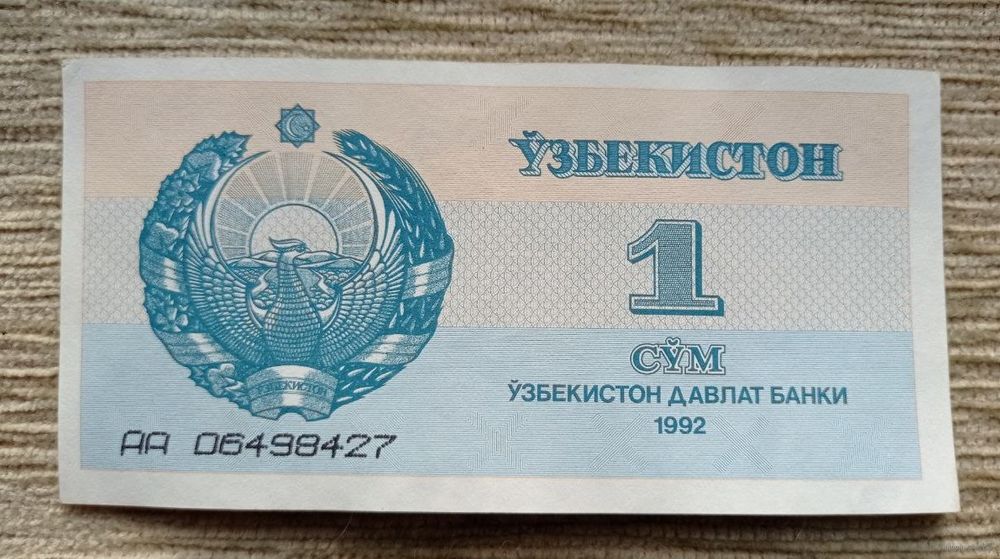 ЎЗБЕКИСТОН
1
СЎМ
ЎЗБЕКИСТОН ДАВЛАТ БАНКИ
1992
ЎЗБЕКИСТОН
АА 06498427